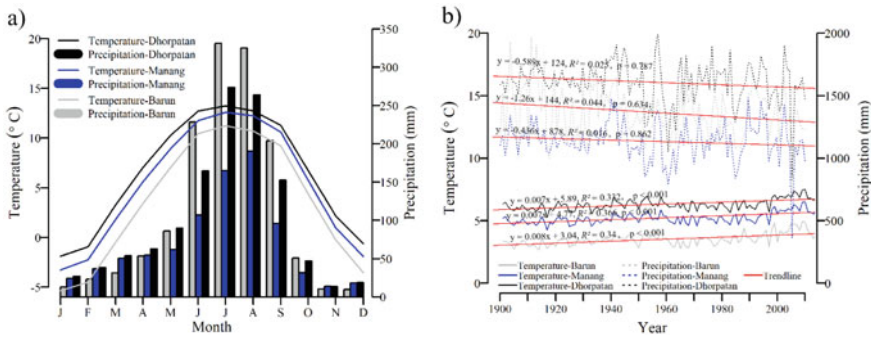 a)
20
15
10
5
0
-5
Temperature (° C)
Temperature-Dhorpatan
Precipitation-Dhorpatan
Temperature-Manang
Precipitation-Manang
Temperature-Barun
Precipitation-Barun
350
300
250
200
150
100
50
0
Precipitation (mm)
J F M A M J J A S O N D
Month
b)
20
15
10
5
0
Temperature (° C)
y = -0.589x + 124, R² = 0.023, p = 0.787
y = -1.26x + 144, R² = 0.044, p = 0.634
y = -0.436x + 878, R² = 0.016, p = 0.862
y = 0.007x + 5.89, R² = 0.332, p < 0.001
p < 0.001
y = 0.008x + 3.04, R² = 0.34, p < 0.001
Temperature-Barun Precipitation-Barun Trendline
Temperature-Manang Precipitation-Manang
Temperature-Dhorpatan Precipitation-Dhorpatan
2000
1500
1000
500
0
Precipitation (mm)
1900 1920 1940 1960 1980 2000
Year